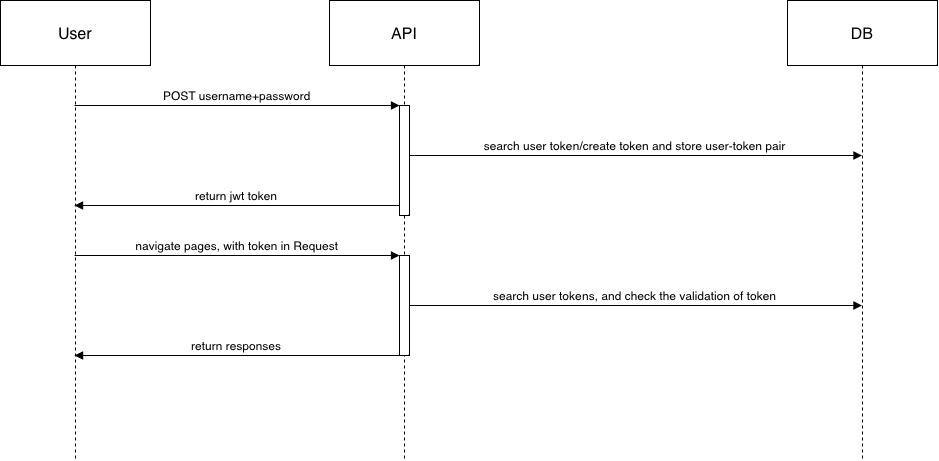 User
API
DB
POST username+password
search user token/create token and store user-token pair
return jwt token
navigate pages, with token in Request
search user tokens, and check the validation of token
return responses